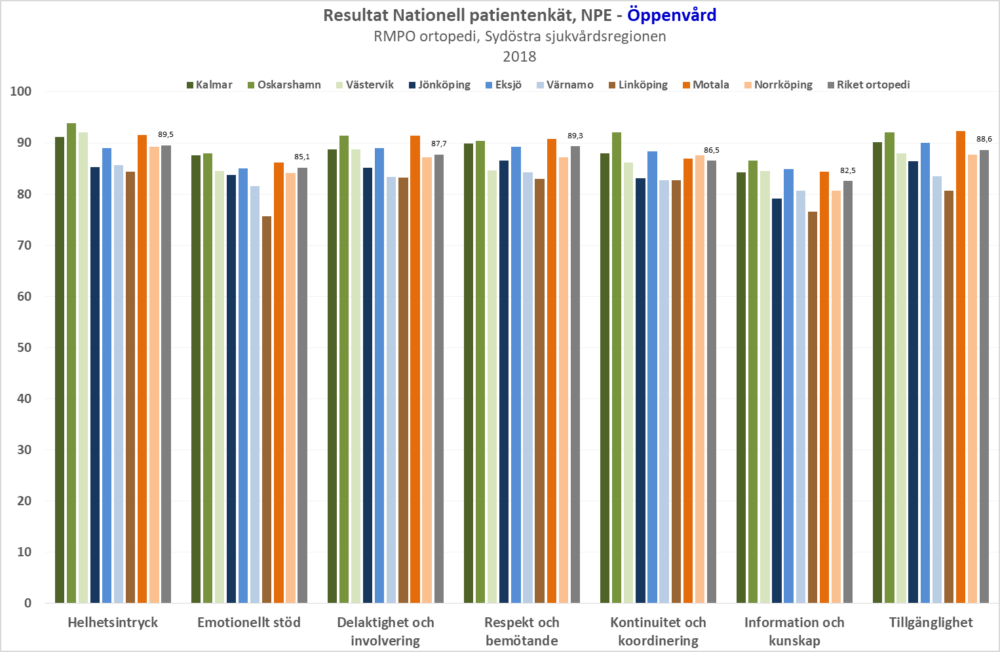 Resultat Nationell patientenkät, NPE - Öppenvård
RMPO ortopedi, Sydöstra sjukvårdsregionen
2018
Kalmar Oskarshamn Västervik Jönköping Eksjö Värnamo Linköping Motala Norrköping Riket ortopedi
100
90
80
70
60
50
40
30
20
10
0
89,5
85,1
87,7
89,3
86,5
82,5
88,6
Helhetsintryck
Emotionellt stöd
Delaktighet och
involvering
Respekt och
bemötande
Kontinuitet och
koordinering
Information och
kunskap
Tillgänglighet